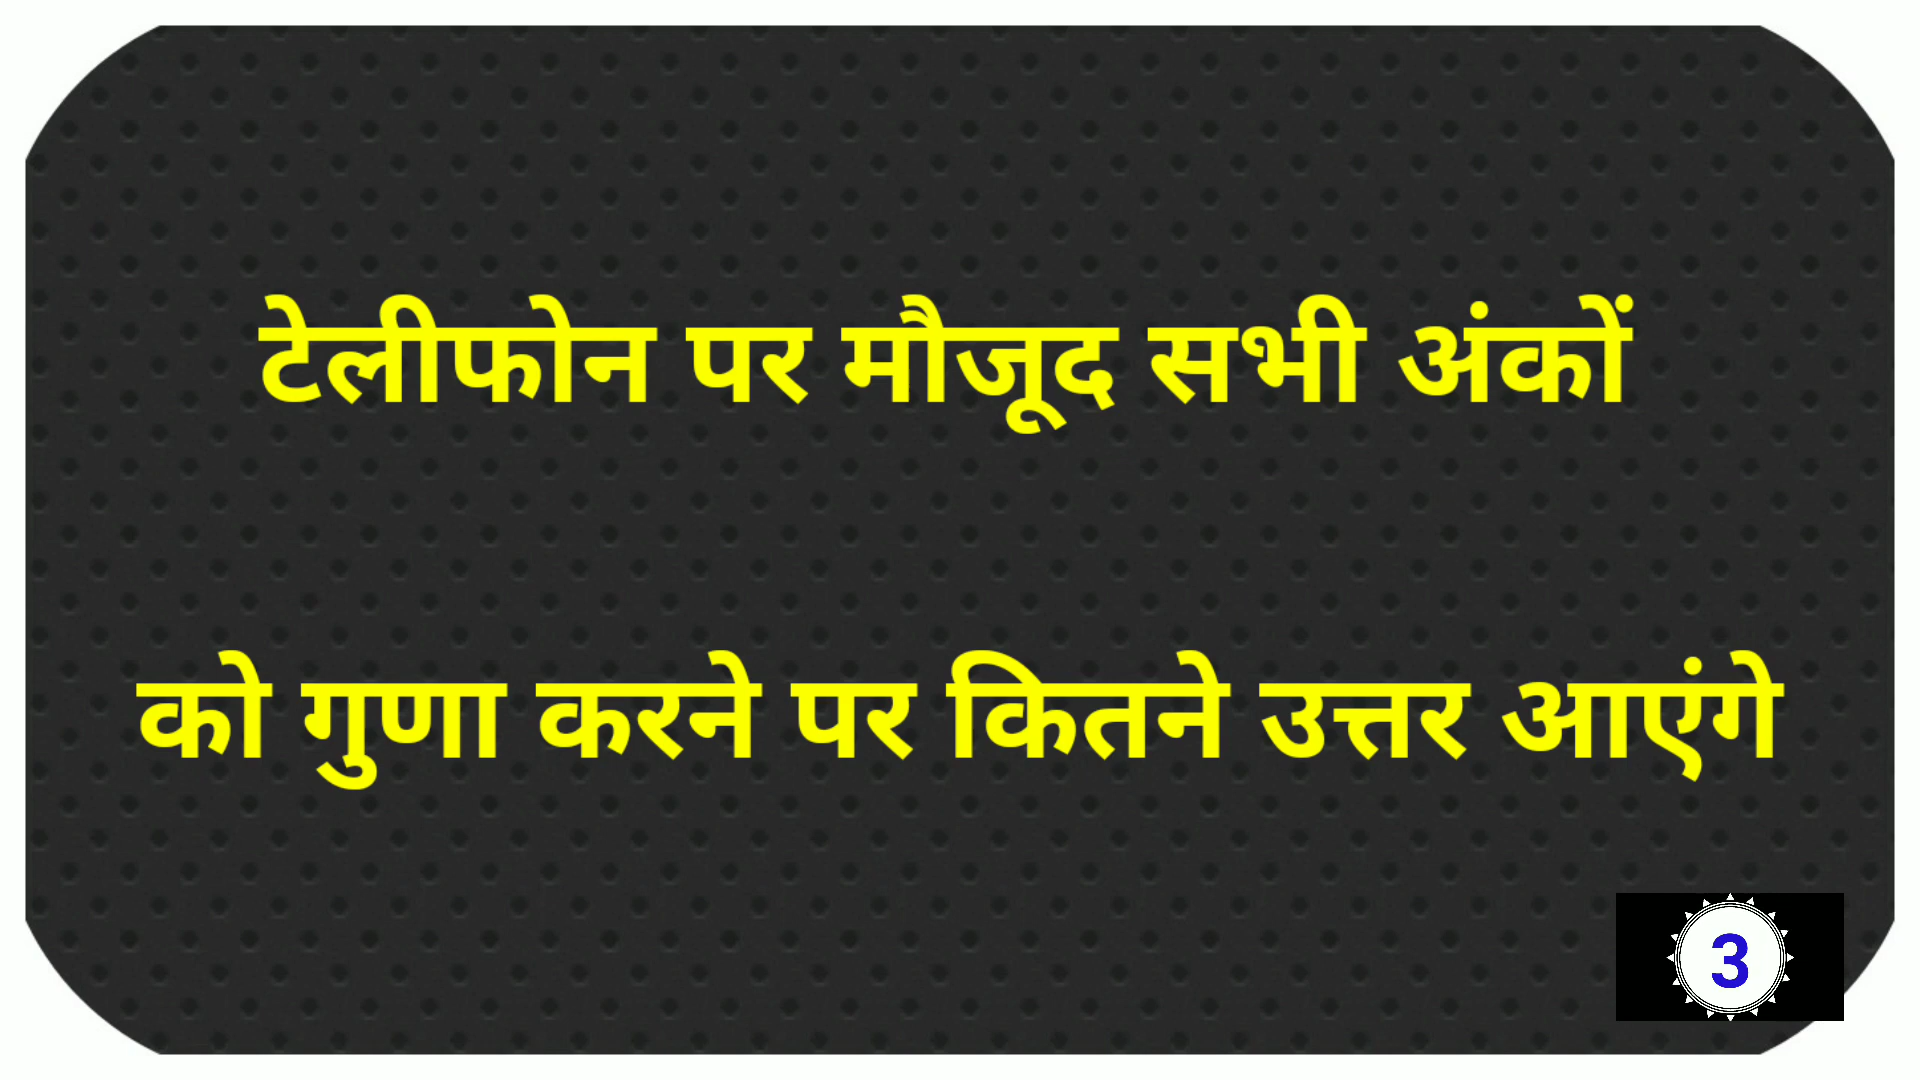 टेलीफोन पर मौजूद सभी अंकों
को गुणा करने पर कितने उत्तर आएंगे
3